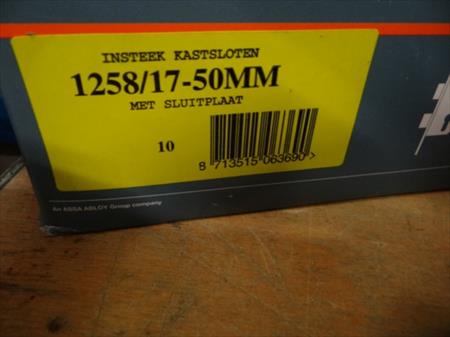 INSTEEK KASTSLOTEN
1258/17-50MM
MET SLUITPLAAT
10
8 713515 063690 >
An ASSA ABLOY Group company